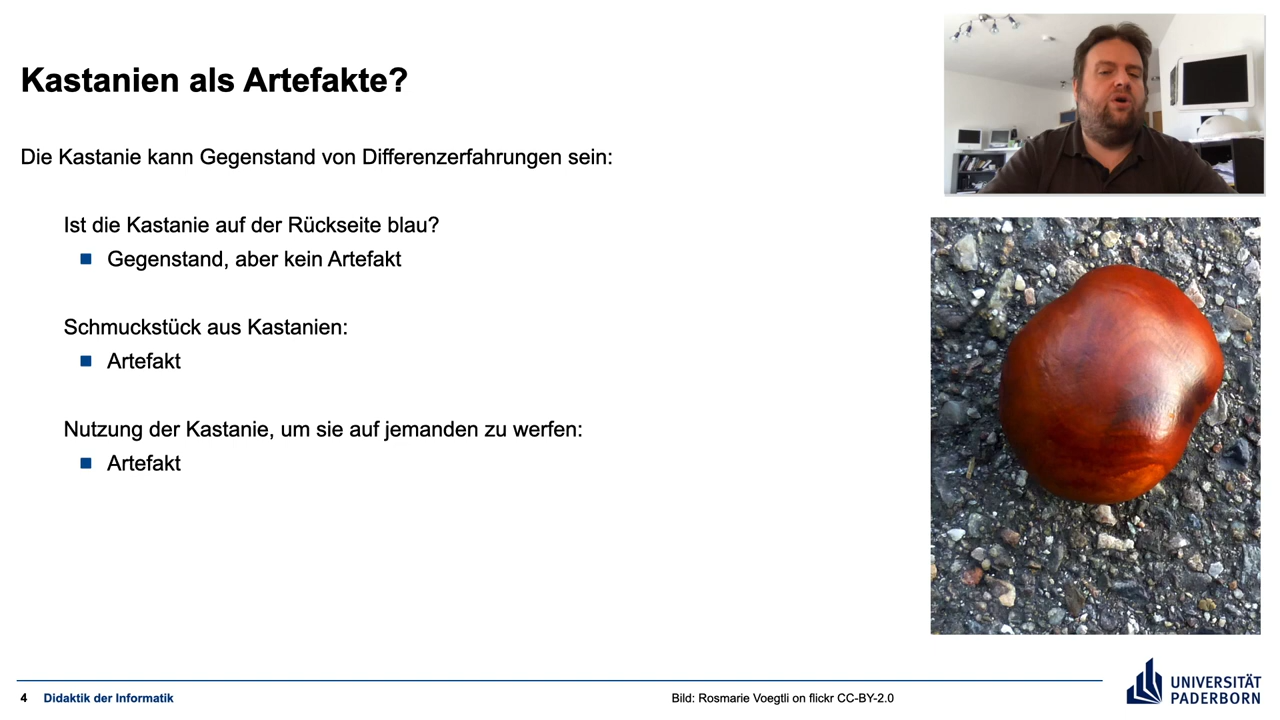 Kastanien als Artefakte?
Die Kastanie kann Gegenstand von Differenzerfahrungen sein:
Ist die Kastanie auf der Rückseite blau?
Gegenstand, aber kein Artefakt
Schmuckstück aus Kastanien:
Artefakt
Nutzung der Kastanie, um sie auf jemanden zu werfen:
Artefakt
4 Didaktik der Informatik
Bild: Rosmarie Voegtli on flickr CC-BY-2.0
UNIVERSITÄT
PADERBORN